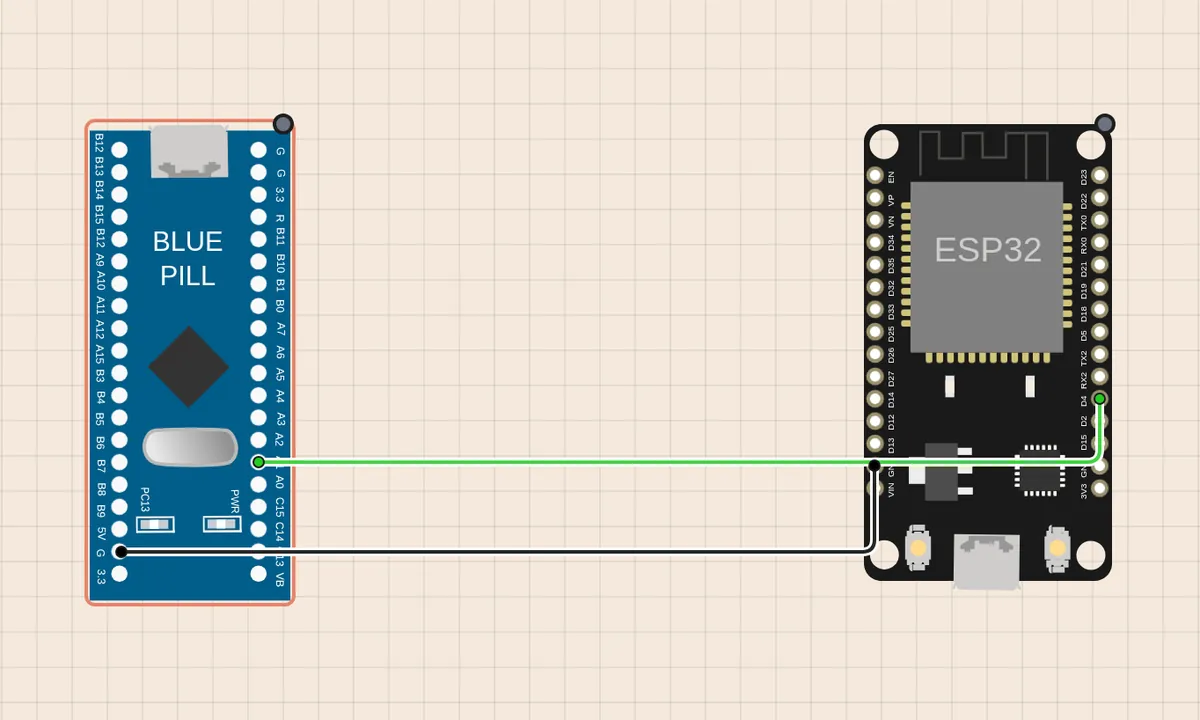 B12
B13
B14
B15
B12
A9
A10
A11
A12
A15
B3
B4
B5
B6
B7
B8
B9
5V
G
3.3
BLUE
PILL
PC13
PWR
G
G
3.3
R
B11
B10
B1
B0
A7
A6
A5
A4
A3
A2
A0
C15
C14
13
VB
EN
VP
VN
D34
D35
D32
D33
D25
D26
D27
D14
D12
D13
VIN
ESP32
D23
D22
TX0
RX0
D21
D19
D18
D5
TX2
RX2
D4
D2
D15
3V3